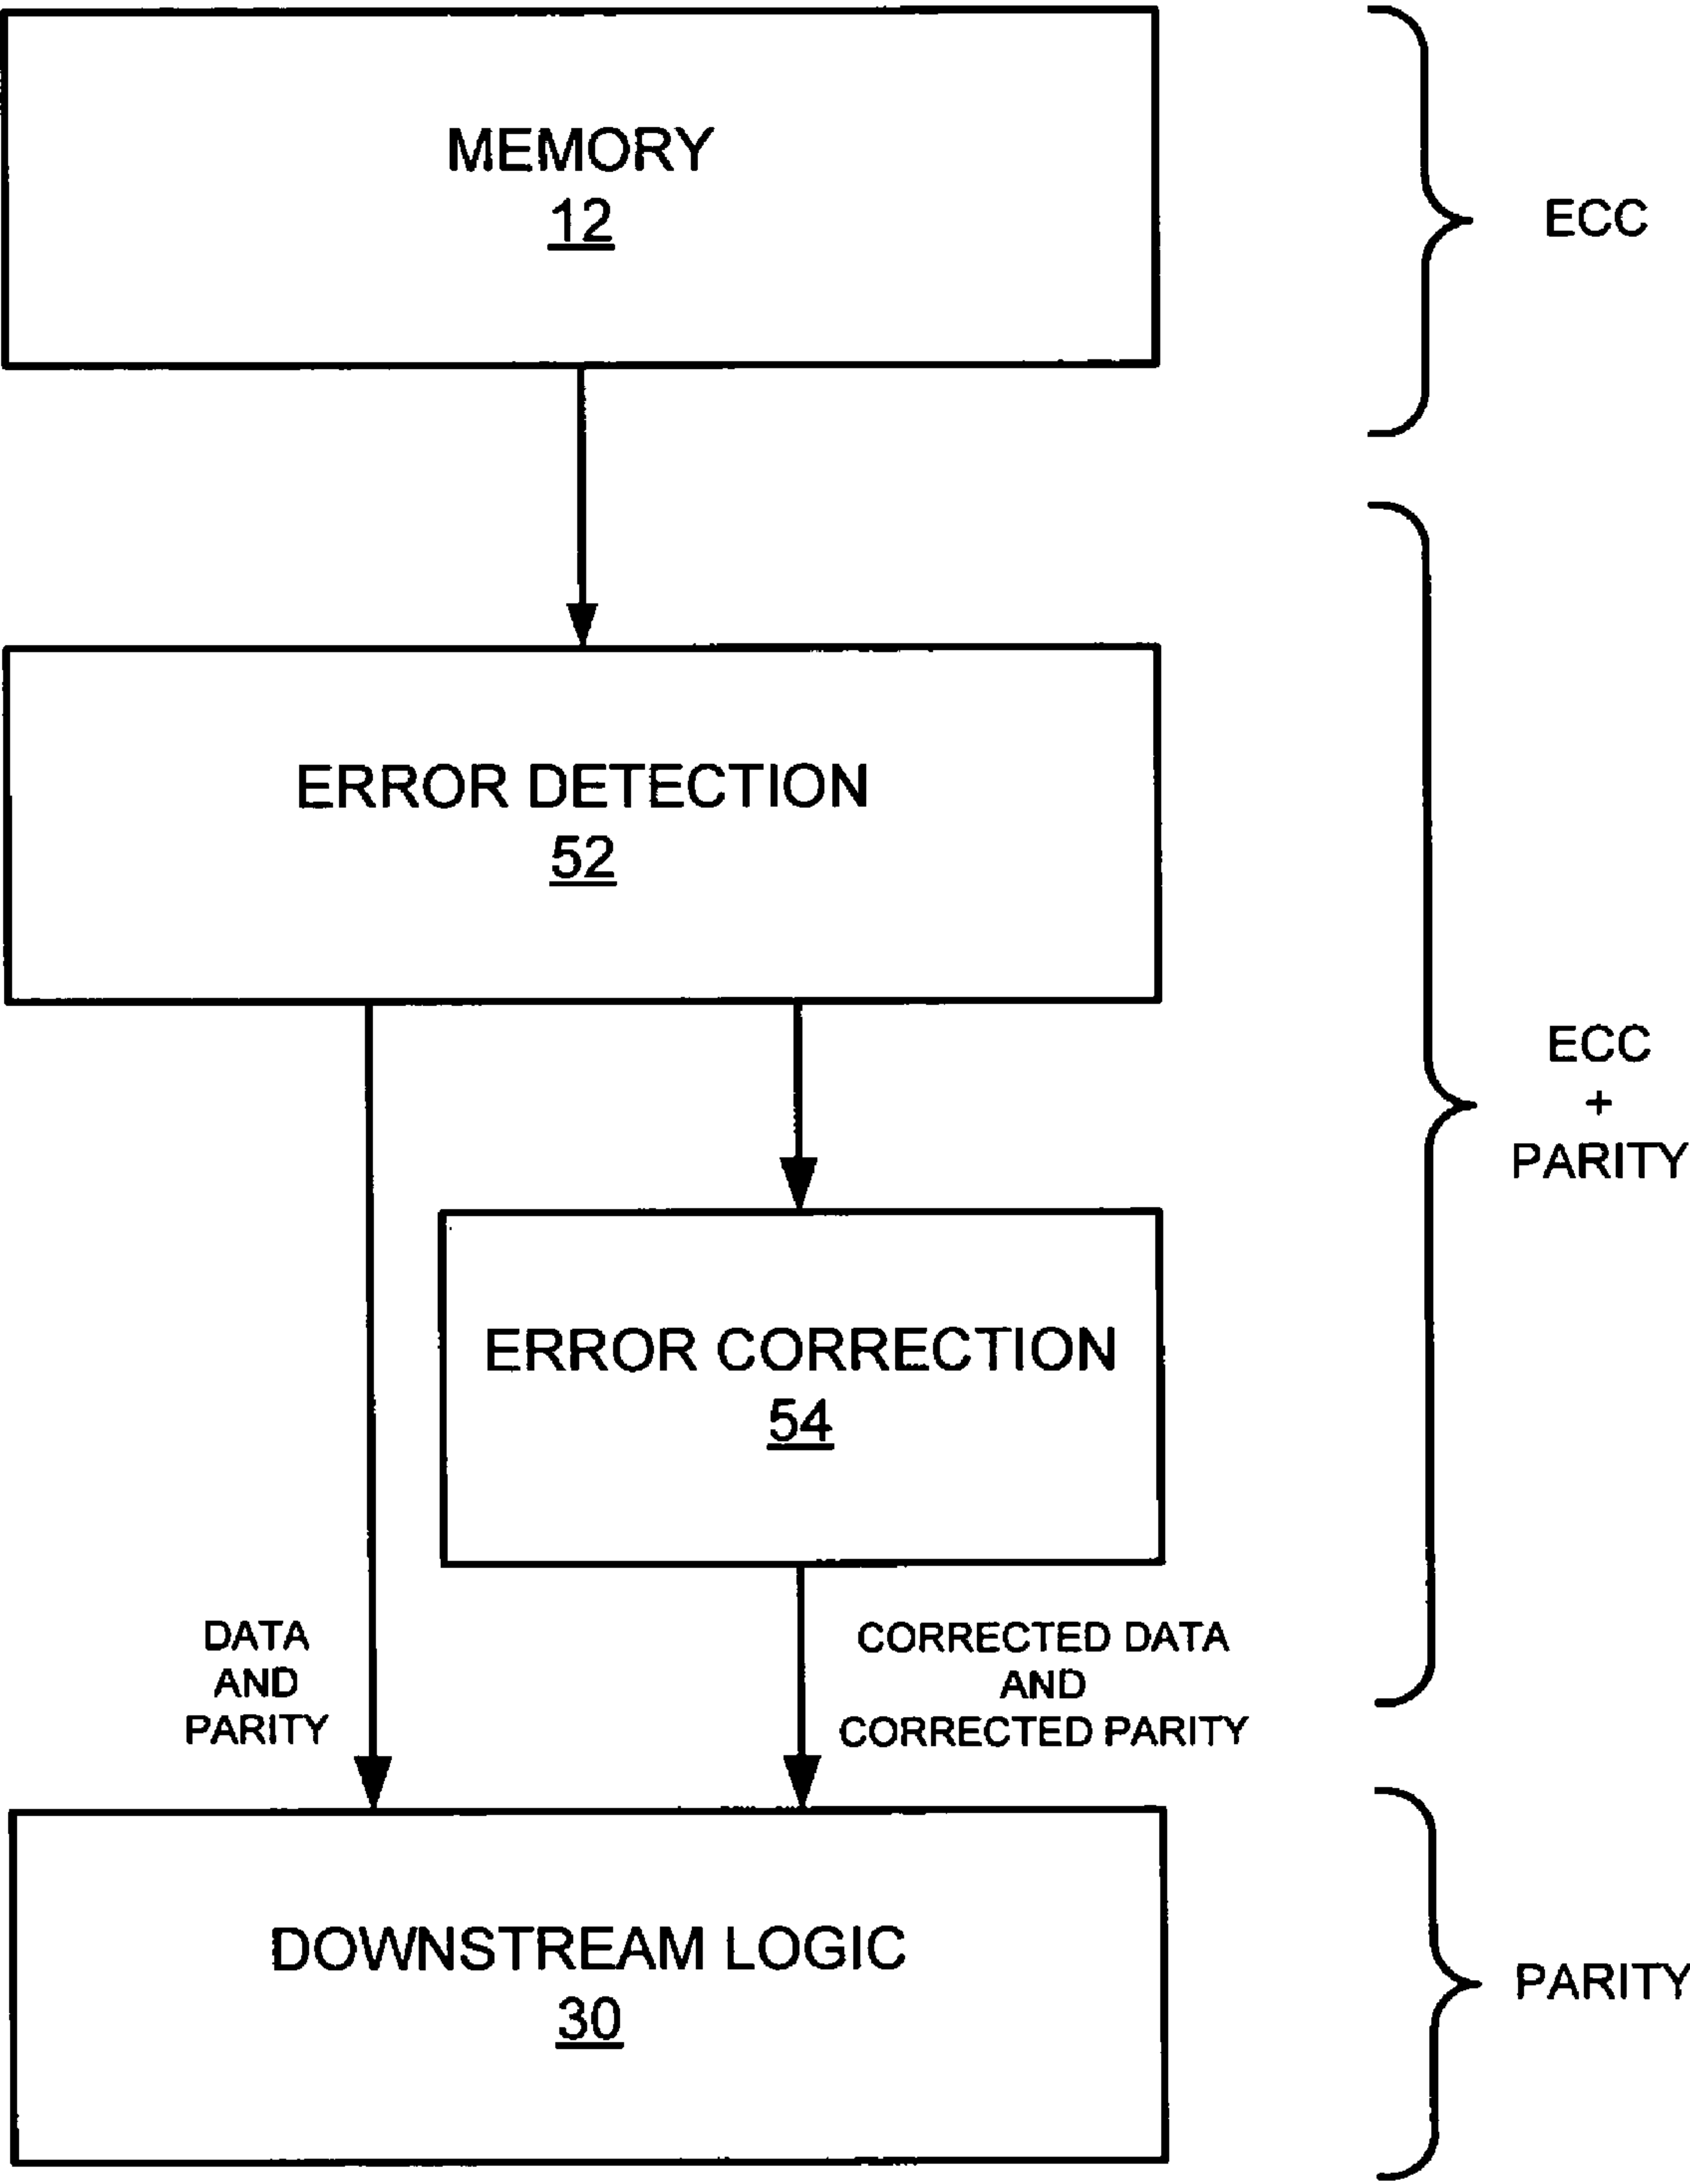 MEMORY
12
ECC
ERROR DETECTION
52
ECC
+
PARITY
ERROR CORRECTION
54
DATA
AND
PARITY
CORRECTED DATA
AND
CORRECTED PARITY
DOWNSTREAM LOGIC
30
PARITY